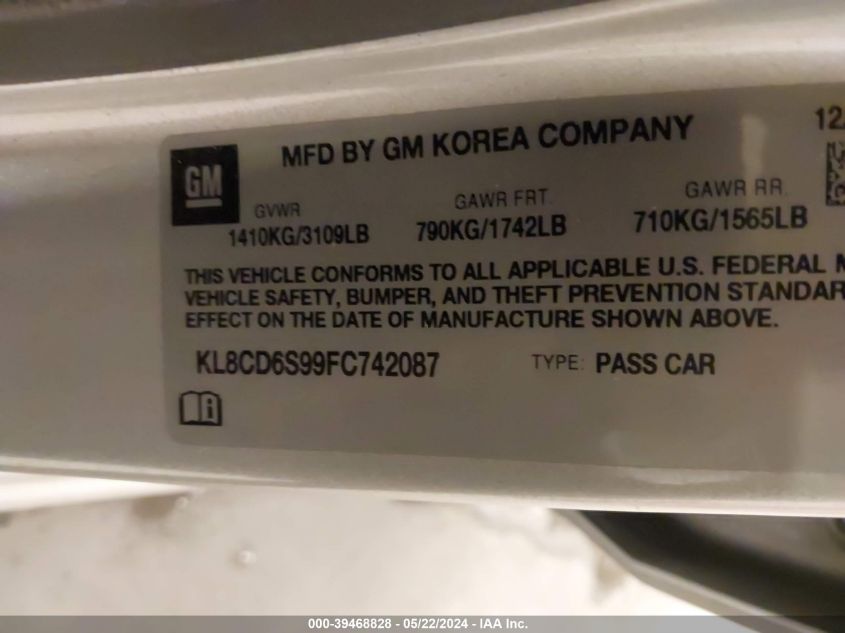 MFD BY GM KOREA COMPANY
12/
GM
GVWR
GAWR FRT.
GAWR RR.
1410KG/3109LB
790KG/1742LB
710KG/1565LB
THIS VEHICLE CONFORMS TO ALL APPLICABLE U.S. FEDERAL M
VEHICLE SAFETY, BUMPER, AND THEFT PREVENTION STANDAR
EFFECT ON THE DATE OF MANUFACTURE SHOWN ABOVE.
KL8CD6S99FC742087
TYPE: PASS CAR
000-39468828 - 05/22/2024 - IAA Inc.